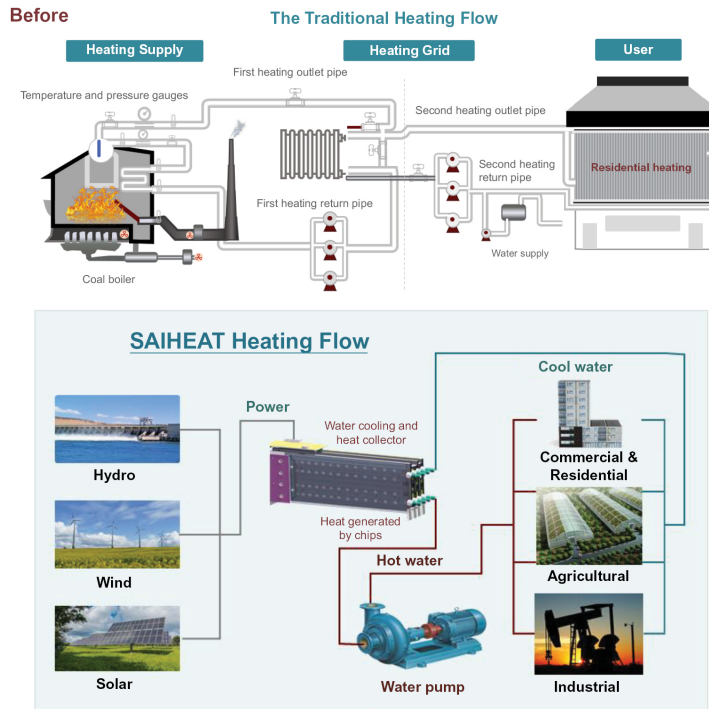 Before
The Traditional Heating Flow
Heating Supply
Heating Grid
User
First heating outlet pipe
Temperature and pressure gauges
Second heating outlet pipe
Second heating
return pipe
Residential heating
First heating return pipe
Water supply
Coal boiler
SAIHEAT Heating Flow
Cool water
Power
Water cooling and
heat collector
Hydro
Commercial &
Residential
Heat generated
by chips
Hot water
Wind
Agricultural
Solar
Water pump
Industrial